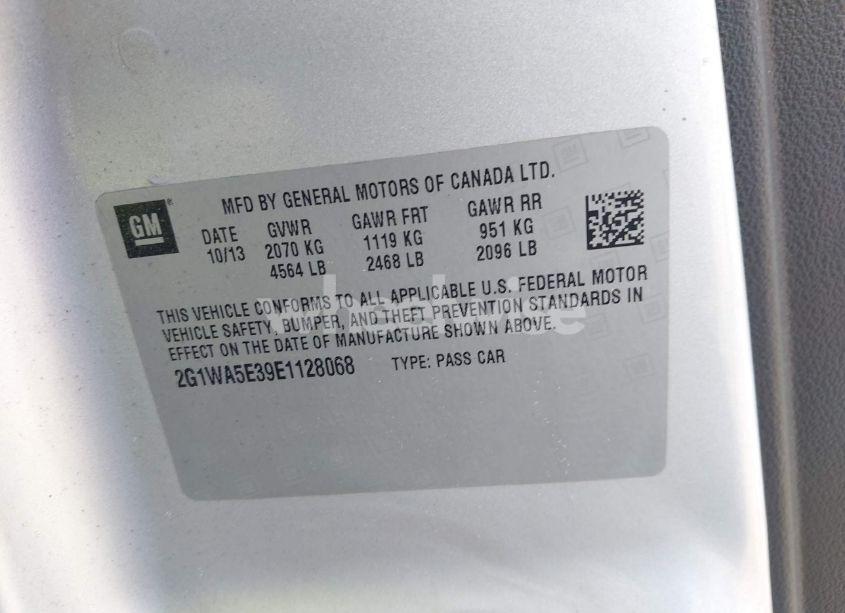 GM
MFD BY GENERAL MOTORS OF CANADA LTD.
DATE GVWR GAWR FRT GAWR RR
10/13 2070 KG 1119 KG 951 KG
4564 LB 2468 LB 2096 LB
THIS VEHICLE CONFORMS TO ALL APPLICABLE U.S. FEDERAL MOTOR
VEHICLE SAFETY, BUMPER, AND THEFT PREVENTION STANDARDS IN
EFFECT ON THE DATE OF MANUFACTURE SHOWN ABOVE.
2G1WA5E39E1128068 TYPE: PASS CAR